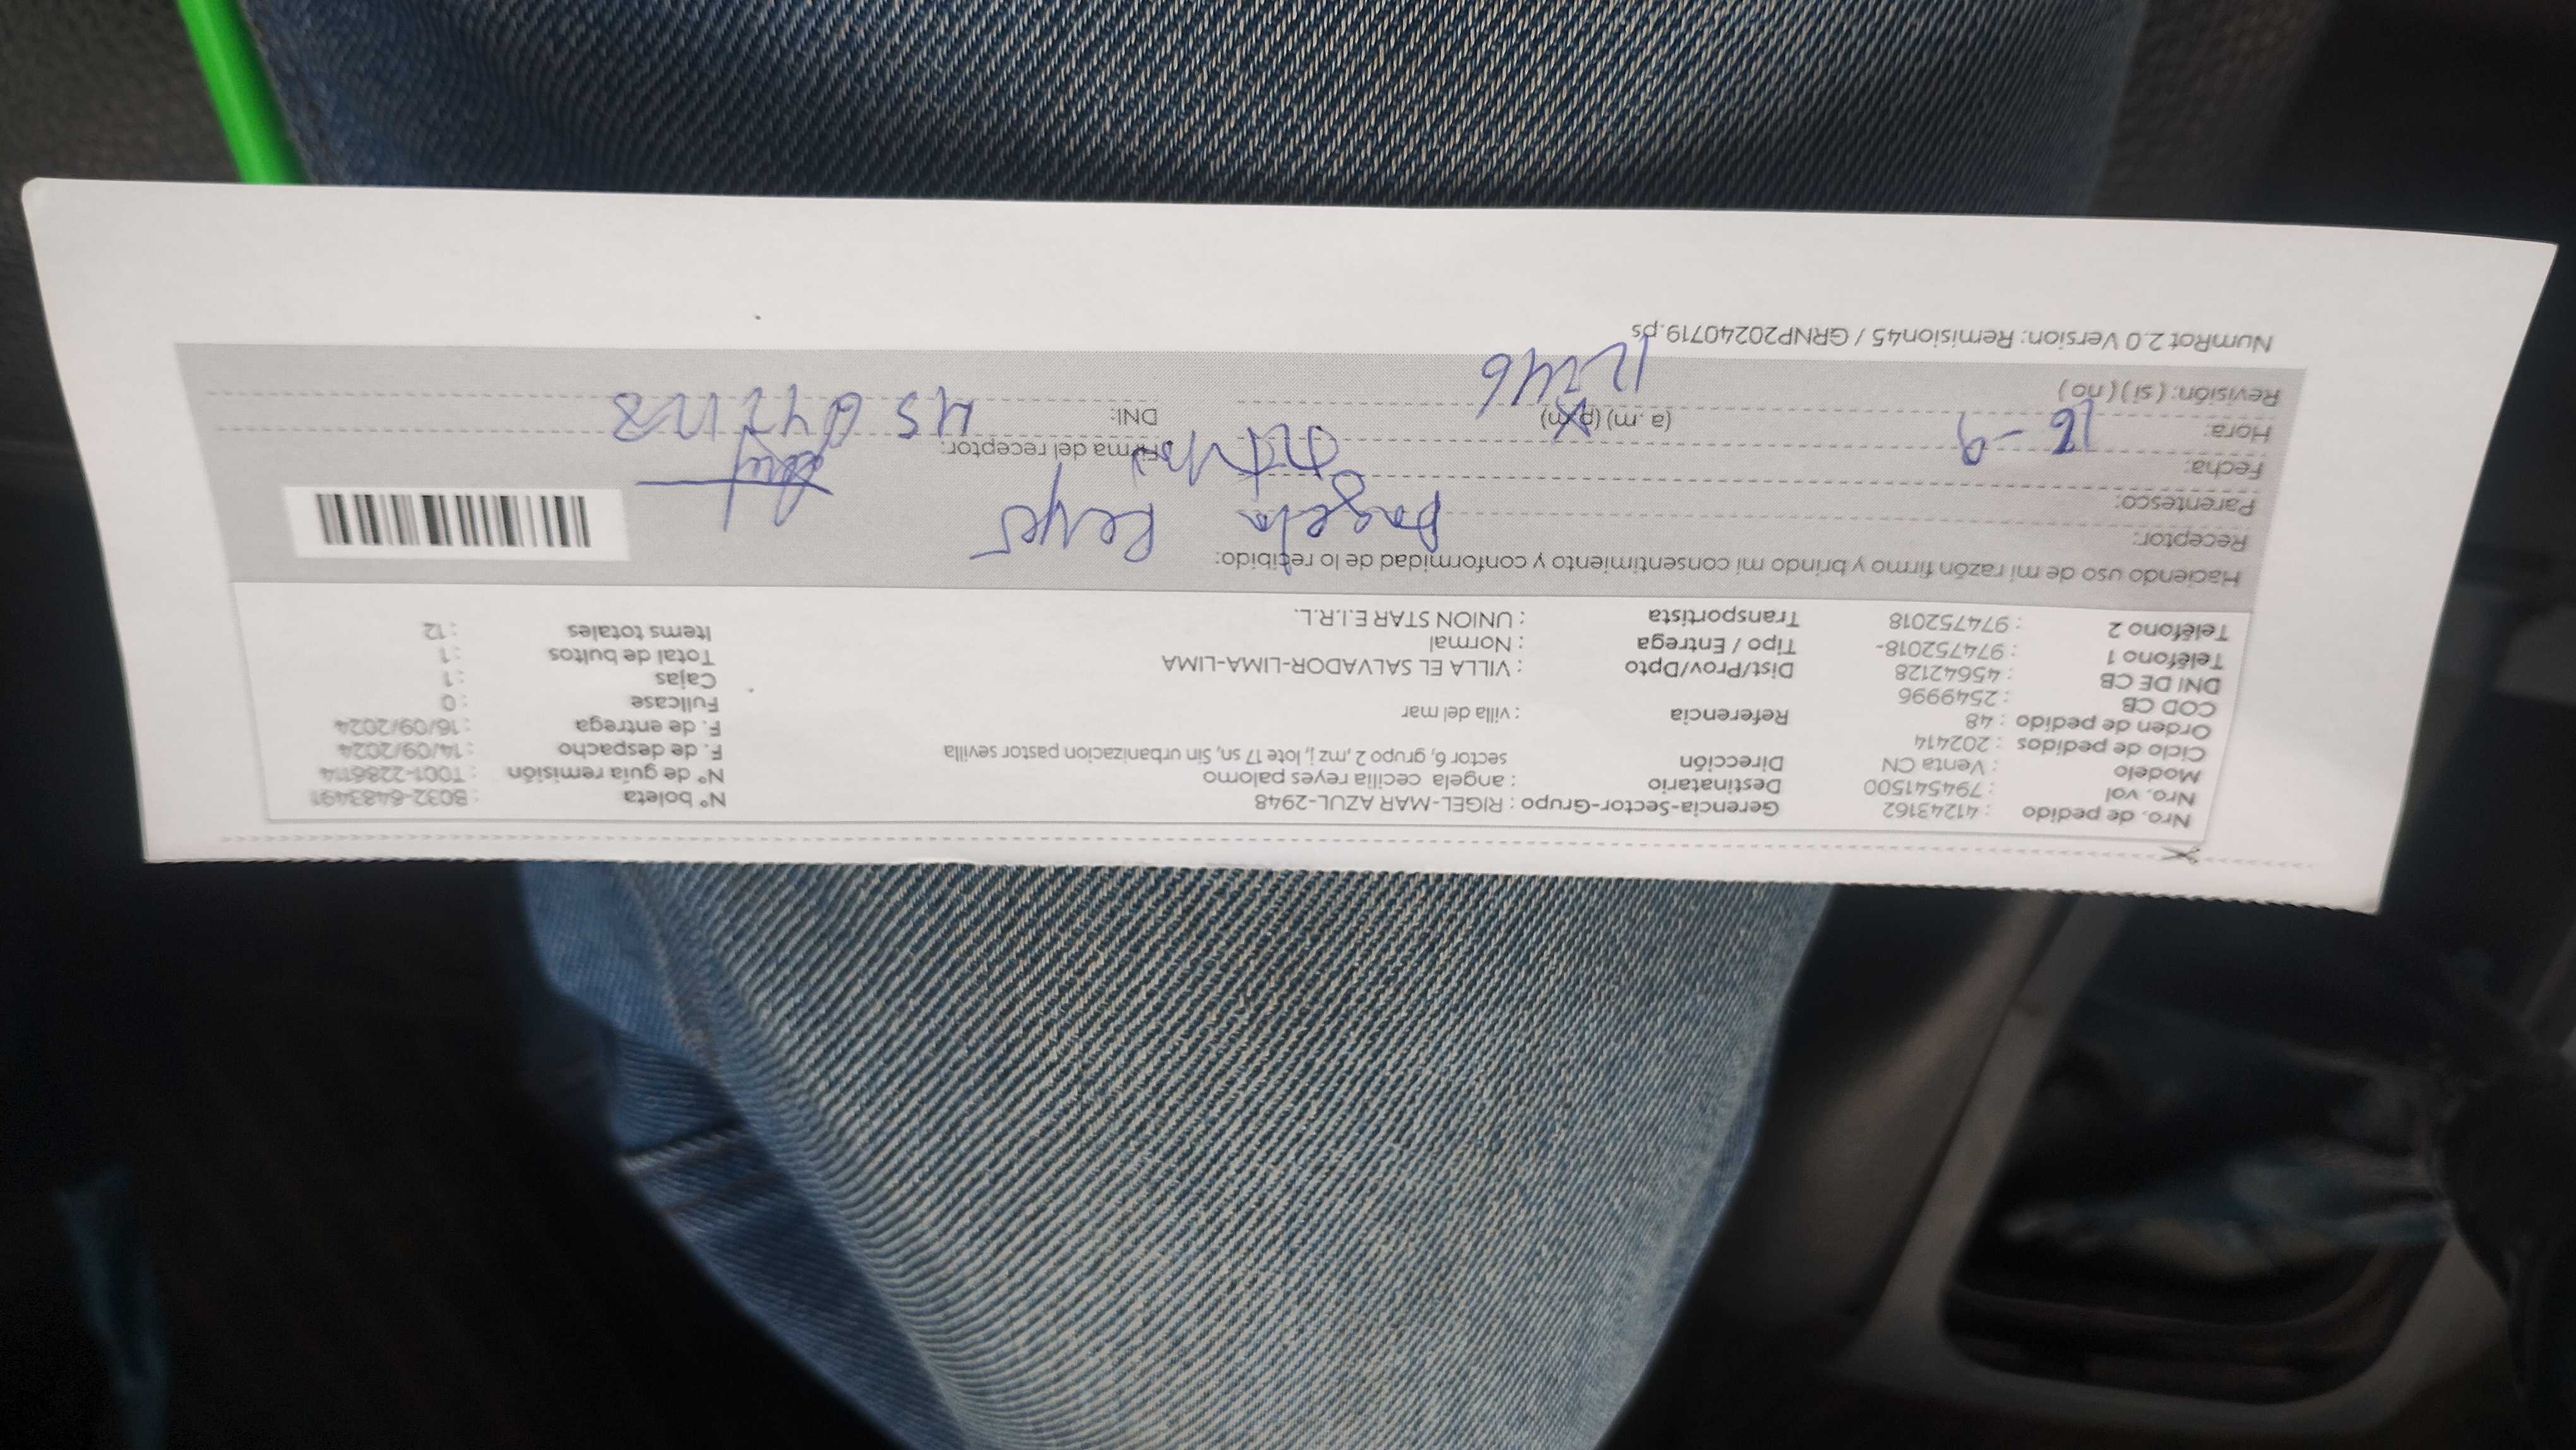 Nro. de pedido : 41243162 Gerencia-Sector-Grupo : RIGEL-MAR AZUL-2948 N° boleta : B032-6483491
Nro. vol : 794541500 Destinatario : angela cecilia reyes palomo N° de guía remisión : T001-2286114
Modelo : Venta CN Dirección sector 6, grupo 2, mz j, lote 17 sn, Sin urbanizacion pastor sevilla F. de despacho : 14/09/2024
Ciclo de pedidos : 202414 F. de entrega : 16/09/2024
Orden de pedido : 48 Referencia : villa del mar Fullcase : 0
COD CB : 2549996 Cajas : 1
DNI DE CB : 45642128 Dist/Prov/Dpto : VILLA EL SALVADOR-LIMA-LIMA Total de bultos : 1
Teléfono 1 : 974752018- Tipo / Entrega : Normal Items totales : 12
Teléfono 2 : 974752018 Transportista : UNION STAR E.I.R.L.
Haciendo uso de mi razón firmo y brindo mi consentimiento y conformidad de lo recibido:
Receptor: Angela Reyes
Parentesco:
Fecha: 16-9 Firma del receptor:
Hora: (a.m) (p.m) 12:46 DNI: 45642128
Revisión: ( si ) ( no )
NumRot 2.0 Version: Remision45 / GRNP20240719.ps